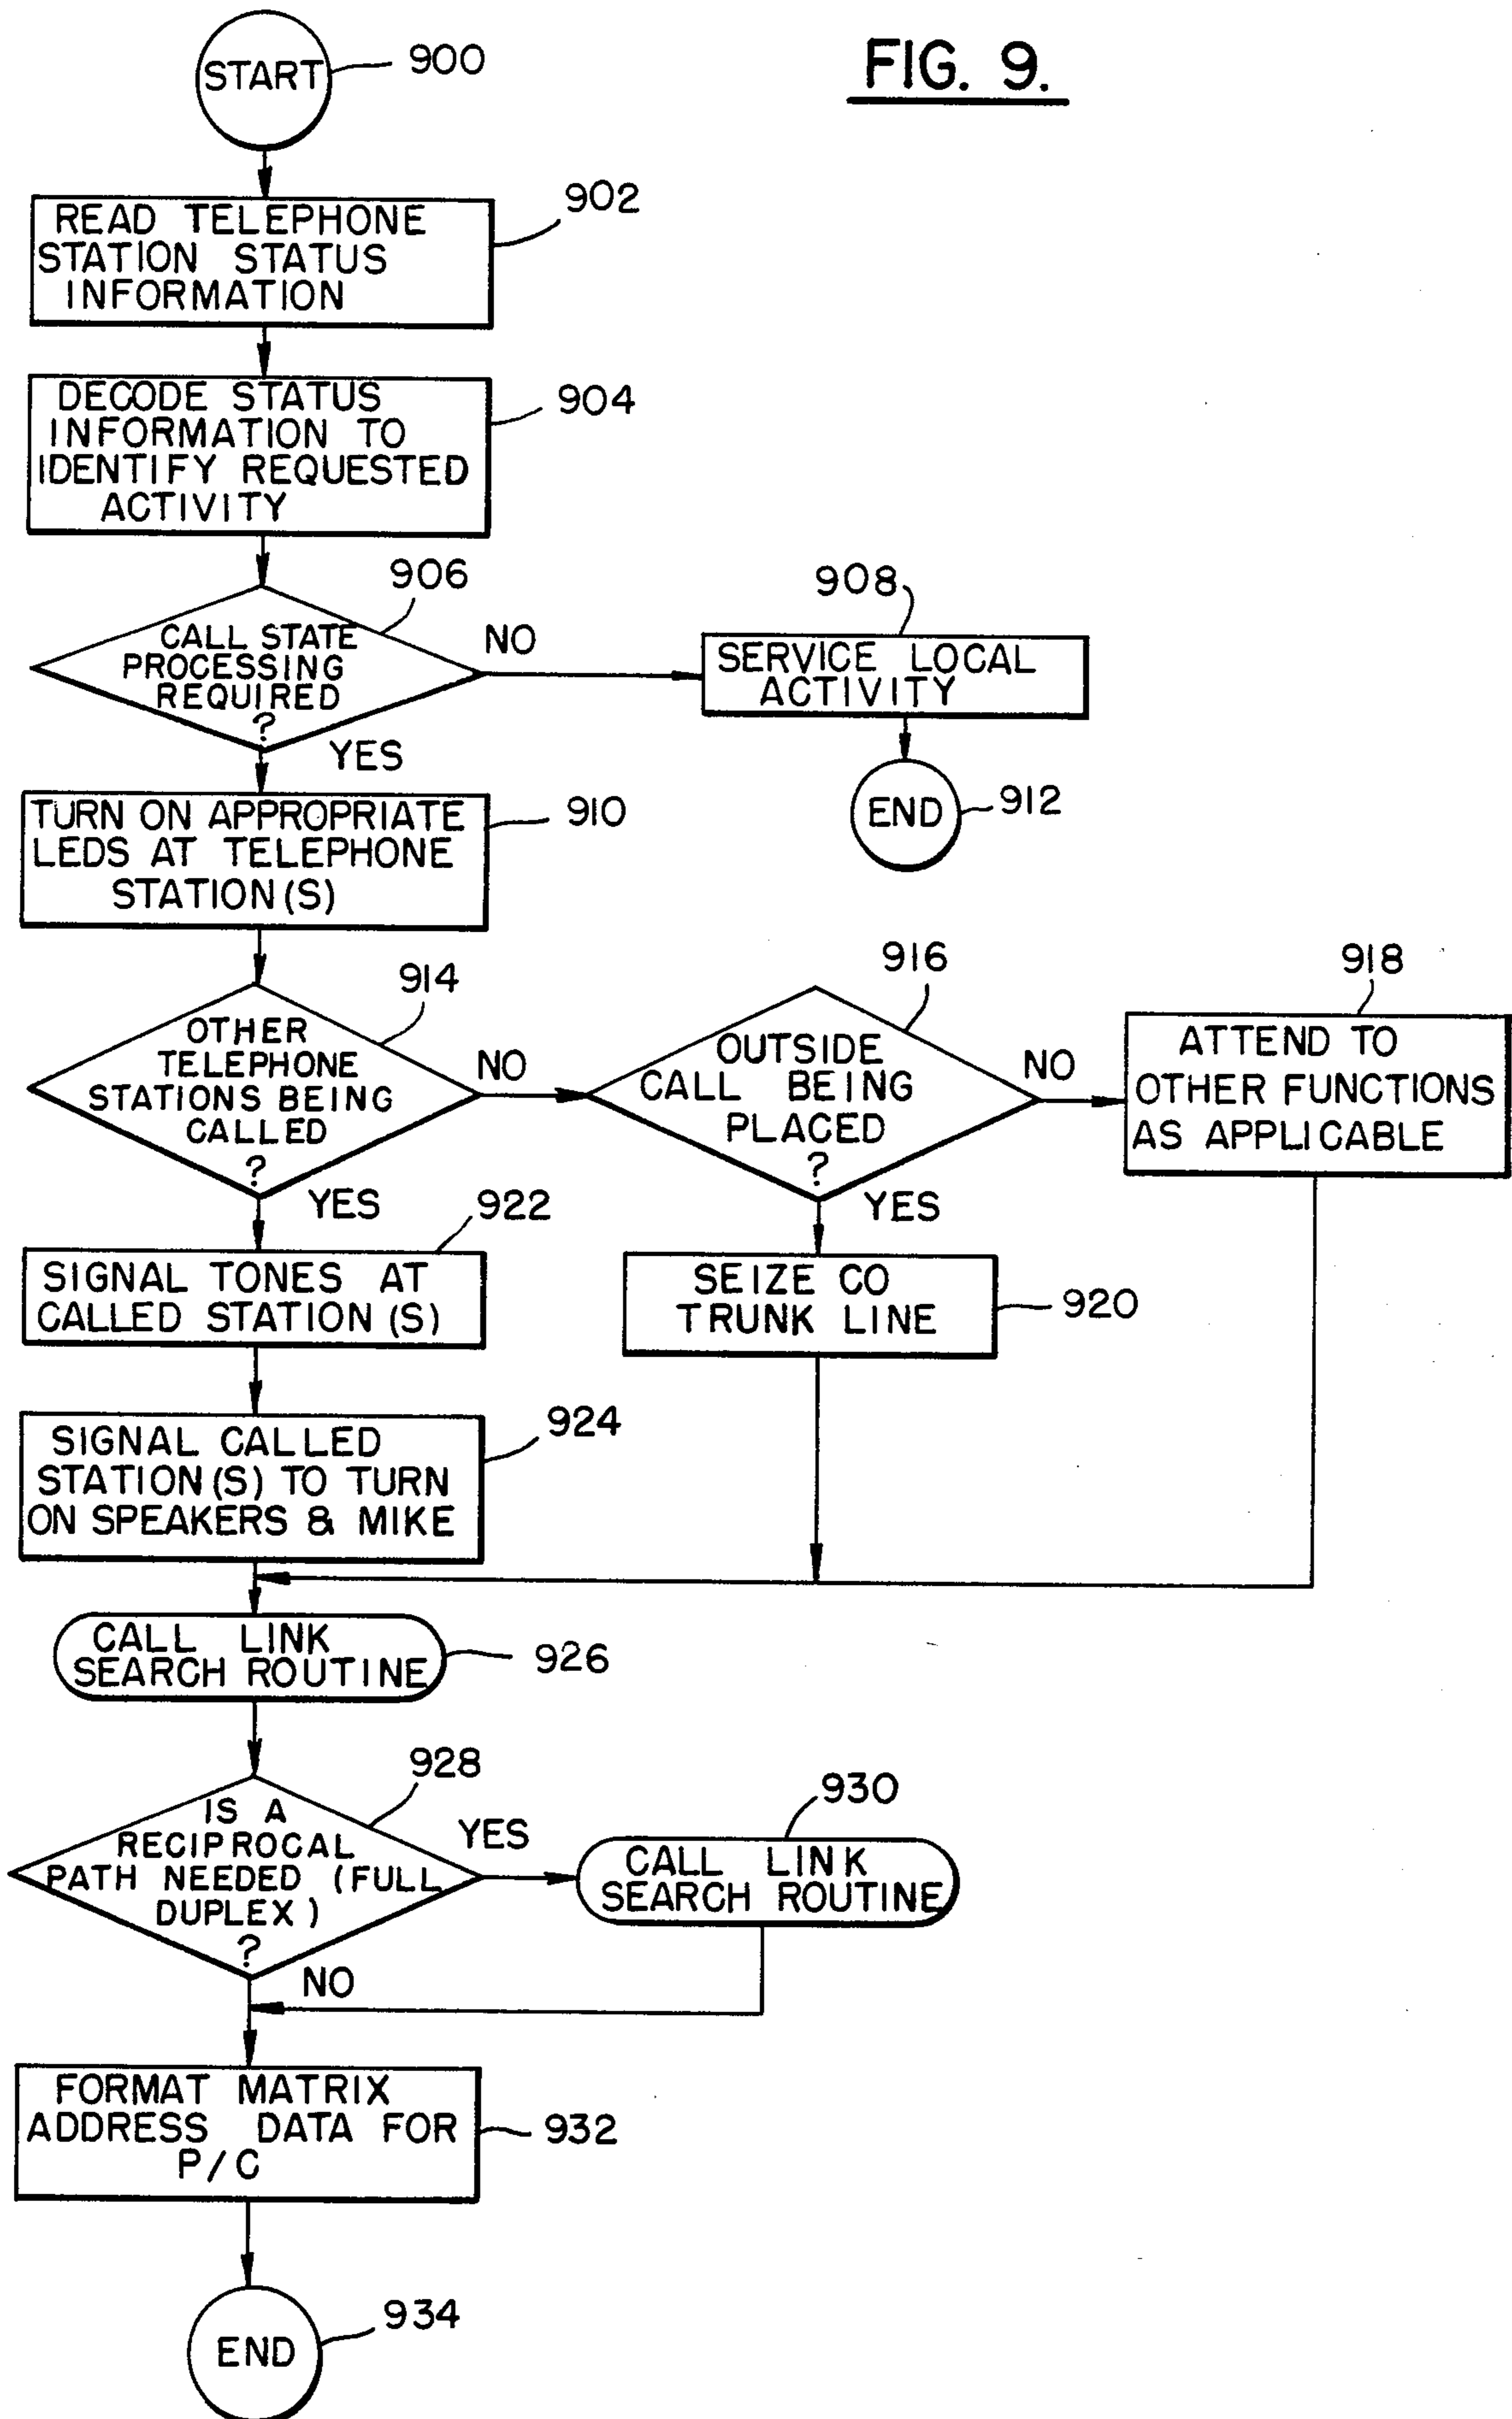 FIG. 9.
START
900
READ TELEPHONE
STATION STATUS
INFORMATION
902
DECODE STATUS
INFORMATION TO
IDENTIFY REQUESTED
ACTIVITY
904
906
CALL STATE
PROCESSING
REQUIRED
?
NO
YES
908
SERVICE LOCAL
ACTIVITY
END
912
TURN ON APPROPRIATE
LEDS AT TELEPHONE
STATION(S)
910
914
OTHER
TELEPHONE
STATIONS BEING
CALLED
?
NO
YES
916
OUTSIDE
CALL BEING
PLACED
?
NO
YES
918
ATTEND TO
OTHER FUNCTIONS
AS APPLICABLE
922
SIGNAL TONES AT
CALLED STATION(S)
SEIZE CO
TRUNK LINE
920
SIGNAL CALLED
STATION(S) TO TURN
ON SPEAKERS & MIKE
924
CALL LINK
SEARCH ROUTINE
926
928
IS A
RECIPROCAL
PATH NEEDED (FULL
DUPLEX)
?
YES
NO
930
CALL LINK
SEARCH ROUTINE
FORMAT MATRIX
ADDRESS DATA FOR
P/C
932
END
934